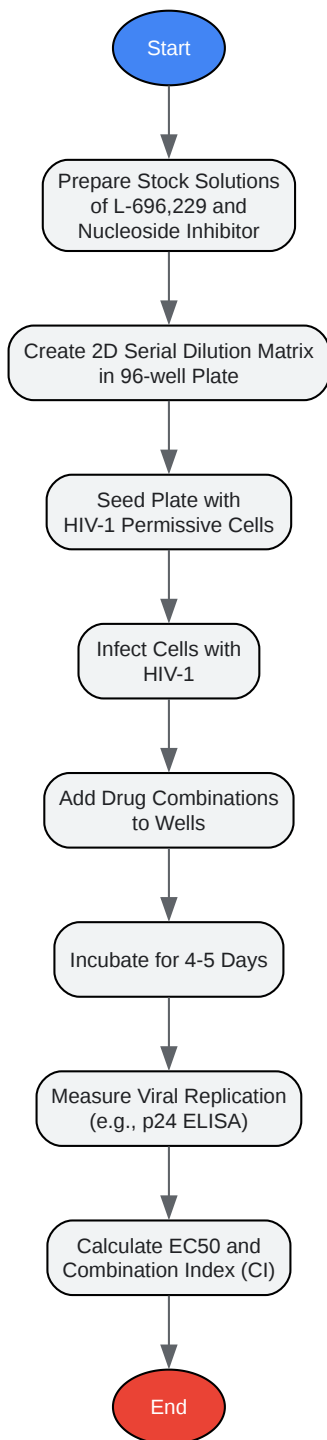 Start
Prepare Stock Solutions
of L-696,229 and
Nucleoside Inhibitor
Create 2D Serial Dilution Matrix
in 96-well Plate
Seed Plate with
HIV-1 Permissive Cells
Infect Cells with
HIV-1
Add Drug Combinations
to Wells
Incubate for 4-5 Days
Measure Viral Replication
(e.g., p24 ELISA)
Calculate EC50 and
Combination Index (CI)
End